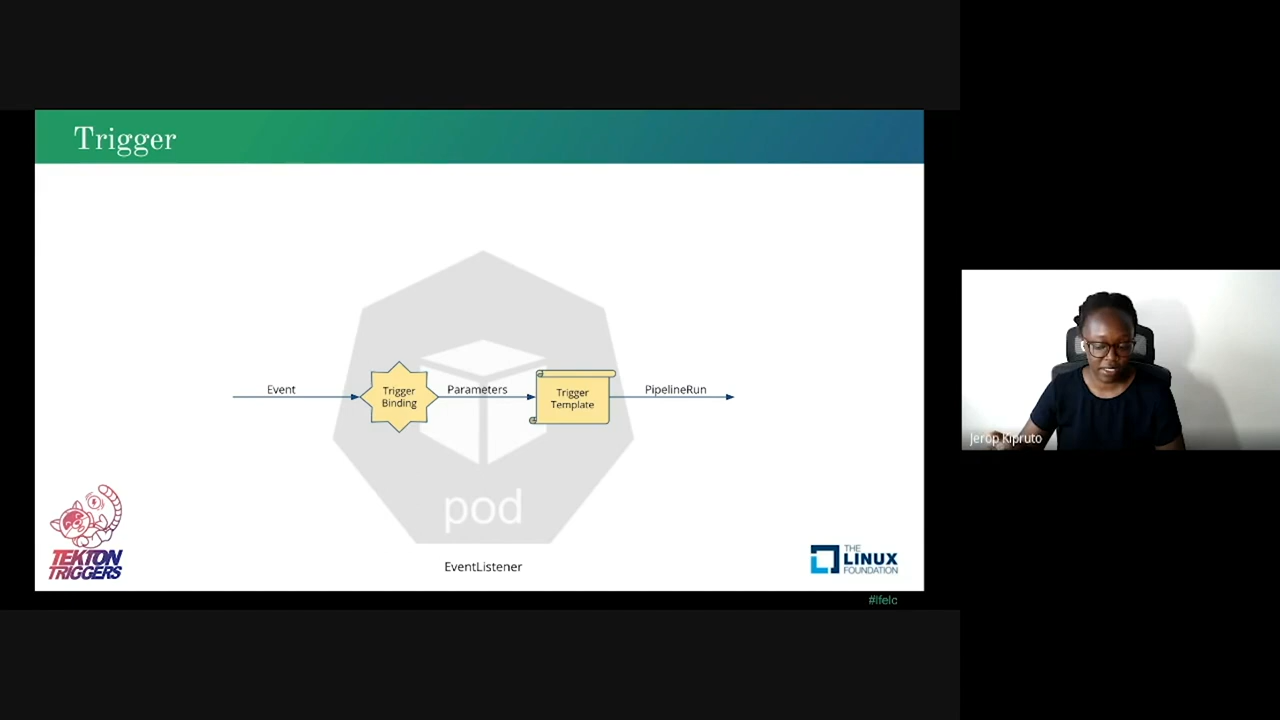 Trigger
Event
Trigger
Binding
Parameters
Trigger
Template
PipelineRun
pod
EventListener
TEKTON
TRIGGERS
THE
LINUX
FOUNDATION
#lfelc
Jerop Kipruto